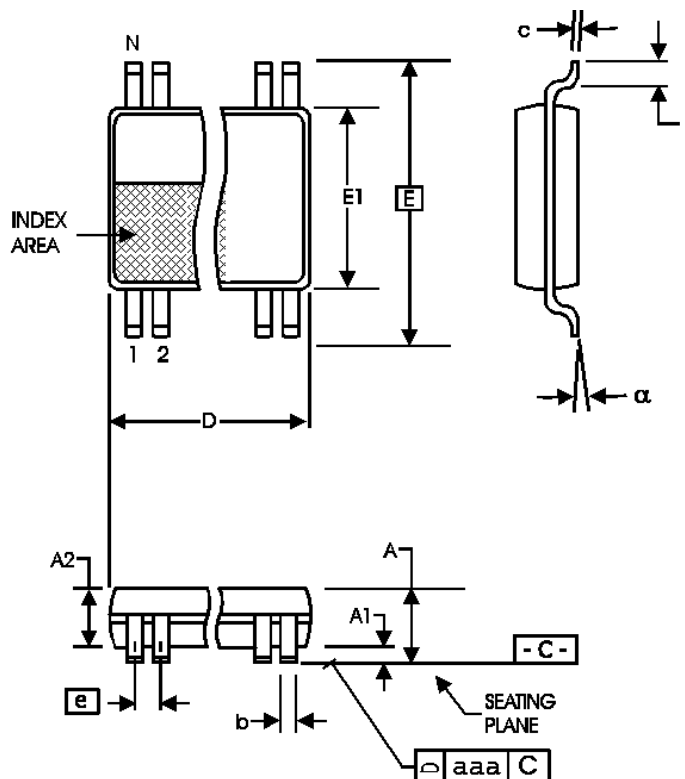 c
N
E1
E
INDEX
AREA
1 2
α
D
A2
A
A1
- C -
e
b
SEATING
PLANE
aaa C